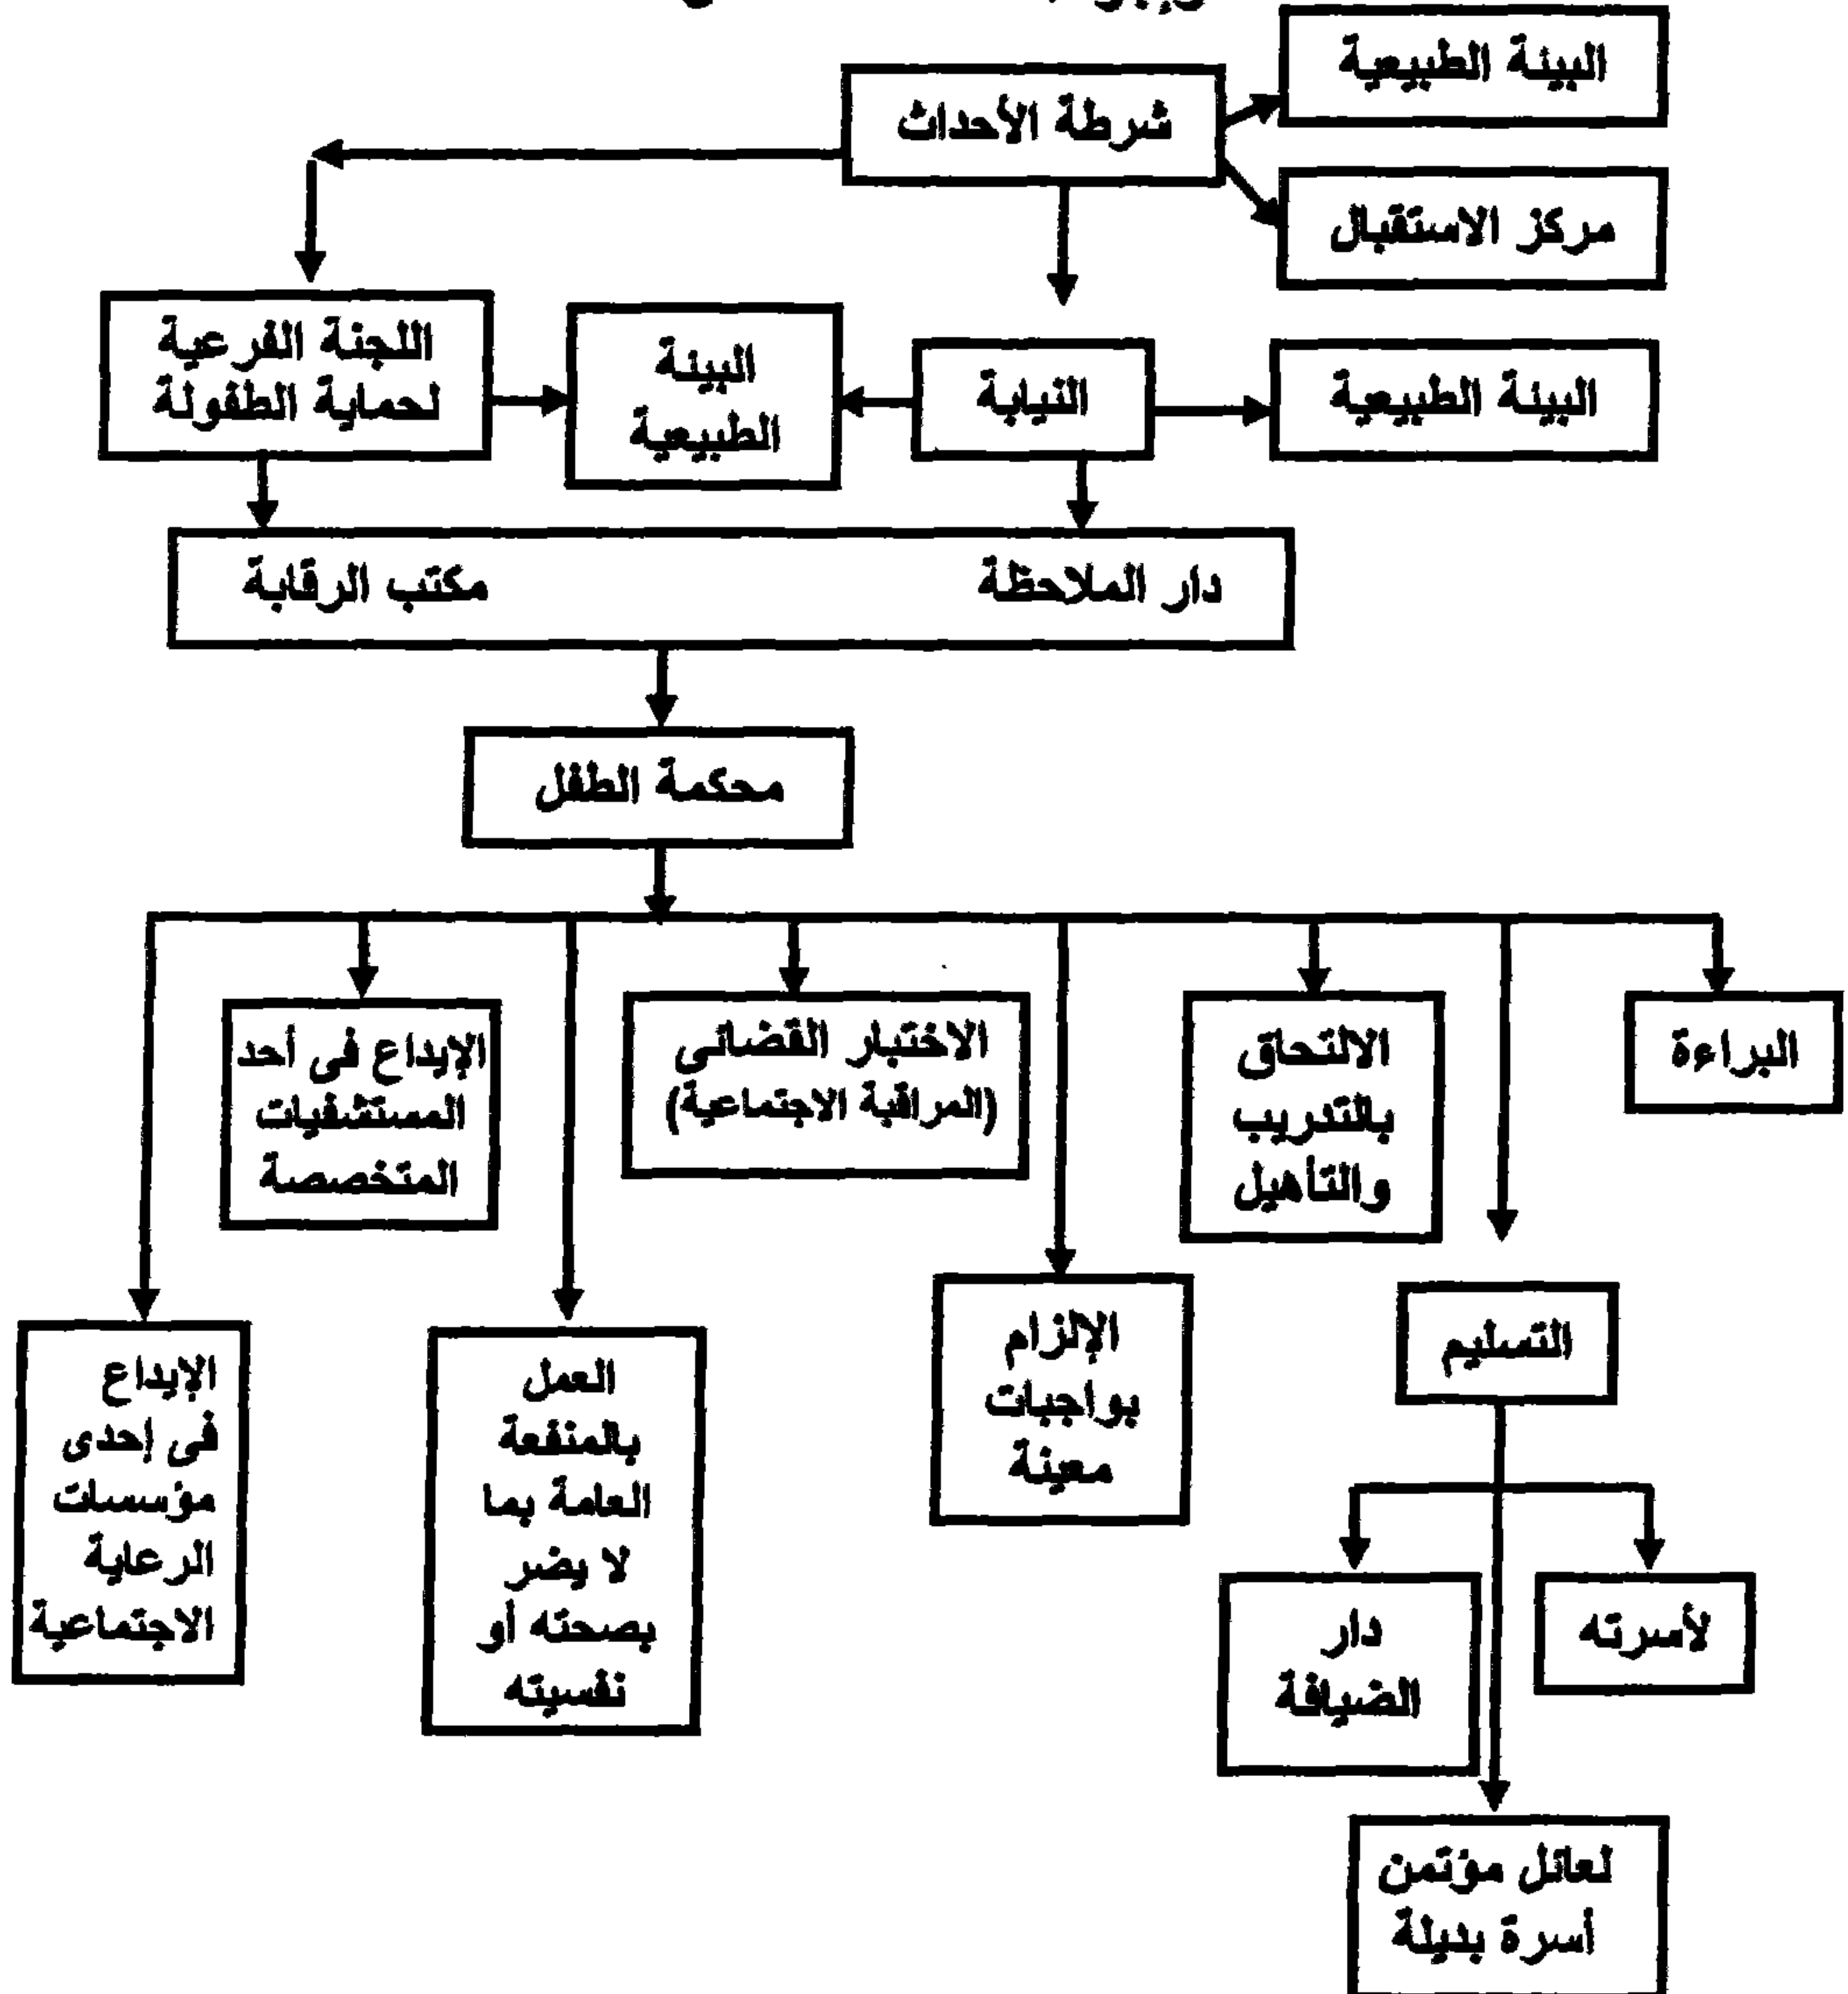 البيئة الطبيعية
شرطة الأحداث
مركز الاستقبال
البيئة الطبيعية
النيابة
البيئة
الطبيعية
اللجنة الفرعية
لحماية الطفولة
دار الملاحظة
مكتب الرقابة
محكمة الطفل
البراءة
الالتحاق
بالتدريب
والتأهيل
الاختبار القضائى
(المراقبة الاجتماعية)
الإيداع فى أحد
المستشفيات
المتخصصة
التسليم
الإلزام
بواجبات
معينة
العمل
بالمنفعة
العامة بما
لا يضر
بصحته أو
نفسيته
الإيداع
فى إحدى
مؤسسات
الرعاية
الاجتماعية
لأسرته
دار
الضيافة
لعائل مؤتمن
أسرة بديلة